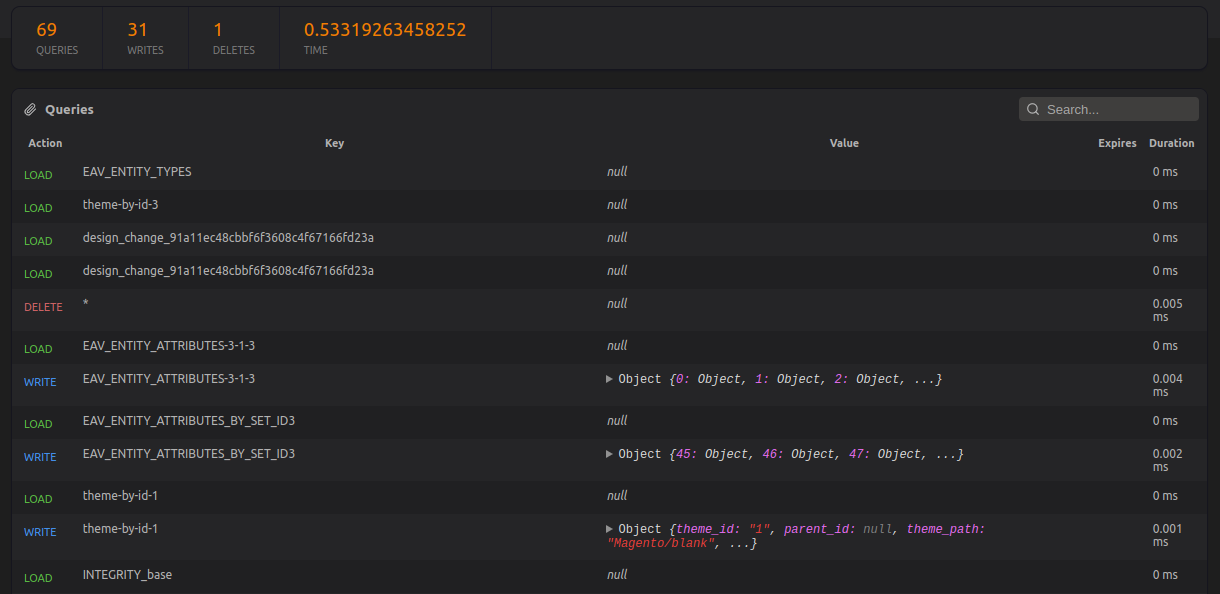 69 31 1 0.53319263458252
QUERIES WRITES DELETES TIME
Queries Search...
Action Key Value Expires Duration
LOAD EAV_ENTITY_TYPES null 0 ms
LOAD theme-by-id-3 null 0 ms
LOAD design_change_91a11ec48cbbf6f3608c4f67166fd23a null 0 ms
LOAD design_change_91a11ec48cbbf6f3608c4f67166fd23a null 0 ms
DELETE * null 0.005
ms
LOAD EAV_ENTITY_ATTRIBUTES-3-1-3 null 0 ms
WRITE EAV_ENTITY_ATTRIBUTES-3-1-3 ▶ Object {0: Object, 1: Object, 2: Object, ...} 0.004
ms
LOAD EAV_ENTITY_ATTRIBUTES_BY_SET_ID3 null 0 ms
WRITE EAV_ENTITY_ATTRIBUTES_BY_SET_ID3 ▶ Object {45: Object, 46: Object, 47: Object, ...} 0.002
ms
LOAD theme-by-id-1 null 0 ms
WRITE theme-by-id-1 ▶ Object {theme_id: "1", parent_id: null, theme_path: 0.001
"Magento/blank", ...} ms
LOAD INTEGRITY_base null 0 ms